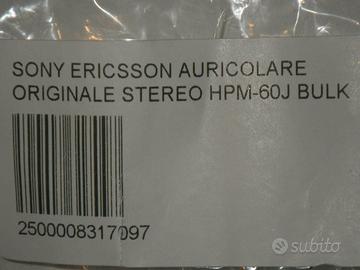 SONY ERICSSON AURICOLARE
ORIGINALE STEREO HPM-60J BULK
2500008317097
subito